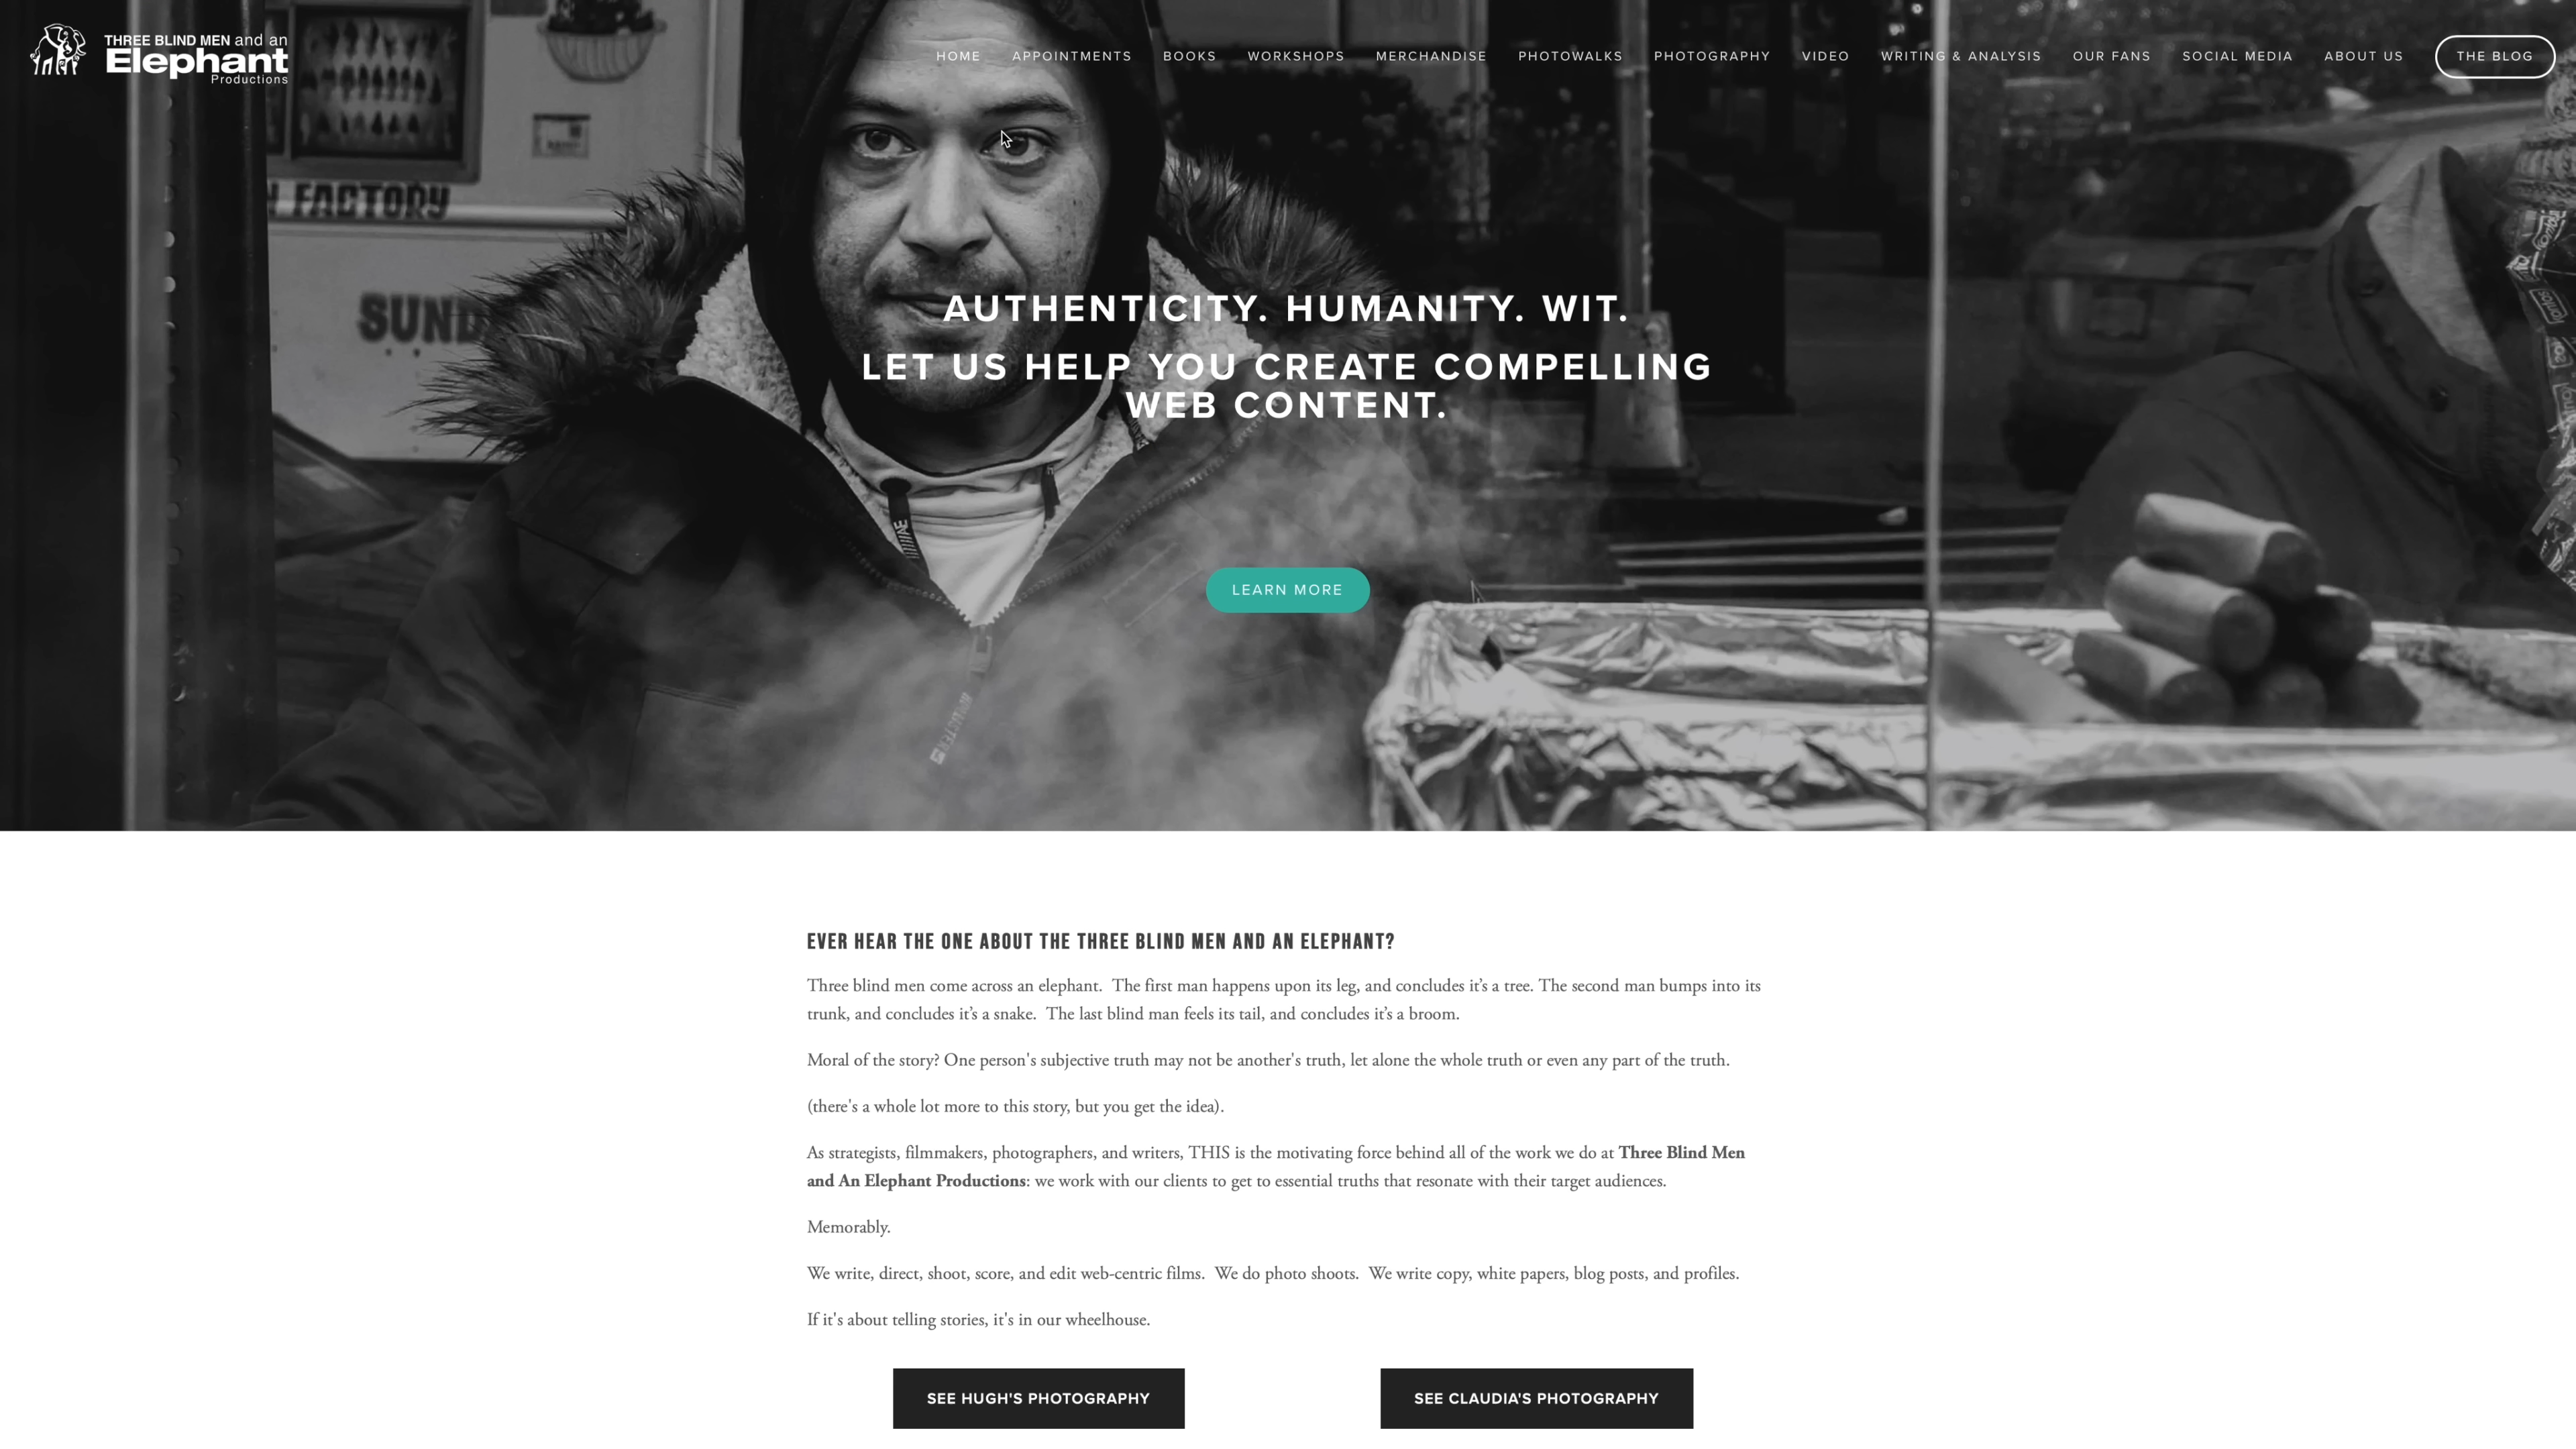 THREE BLIND MEN and an
Elephant
Productions
HOME APPOINTMENTS BOOKS WORKSHOPS MERCHANDISE PHOTOWALKS PHOTOGRAPHY VIDEO WRITING & ANALYSIS OUR FANS SOCIAL MEDIA ABOUT US THE BLOG
FACTORY
AUTHENTICITY. HUMANITY. WIT.
LET US HELP YOU CREATE COMPELLING
WEB CONTENT.
LEARN MORE
EVER HEAR THE ONE ABOUT THE THREE BLIND MEN AND AN ELEPHANT?
Three blind men come across an elephant.  The first man happens upon its leg, and concludes it’s a tree. The second man bumps into its
trunk, and concludes it’s a snake.  The last blind man feels its tail, and concludes it’s a broom.
Moral of the story? One person's subjective truth may not be another's truth, let alone the whole truth or even any part of the truth.
(there's a whole lot more to this story, but you get the idea).
As strategists, filmmakers, photographers, and writers, THIS is the motivating force behind all of the work we do at Three Blind Men
and An Elephant Productions: we work with our clients to get to essential truths that resonate with their target audiences.
Memorably.
We write, direct, shoot, score, and edit web-centric films.  We do photo shoots.  We write copy, white papers, blog posts, and profiles.
If it's about telling stories, it's in our wheelhouse.
SEE HUGH'S PHOTOGRAPHY
SEE CLAUDIA'S PHOTOGRAPHY